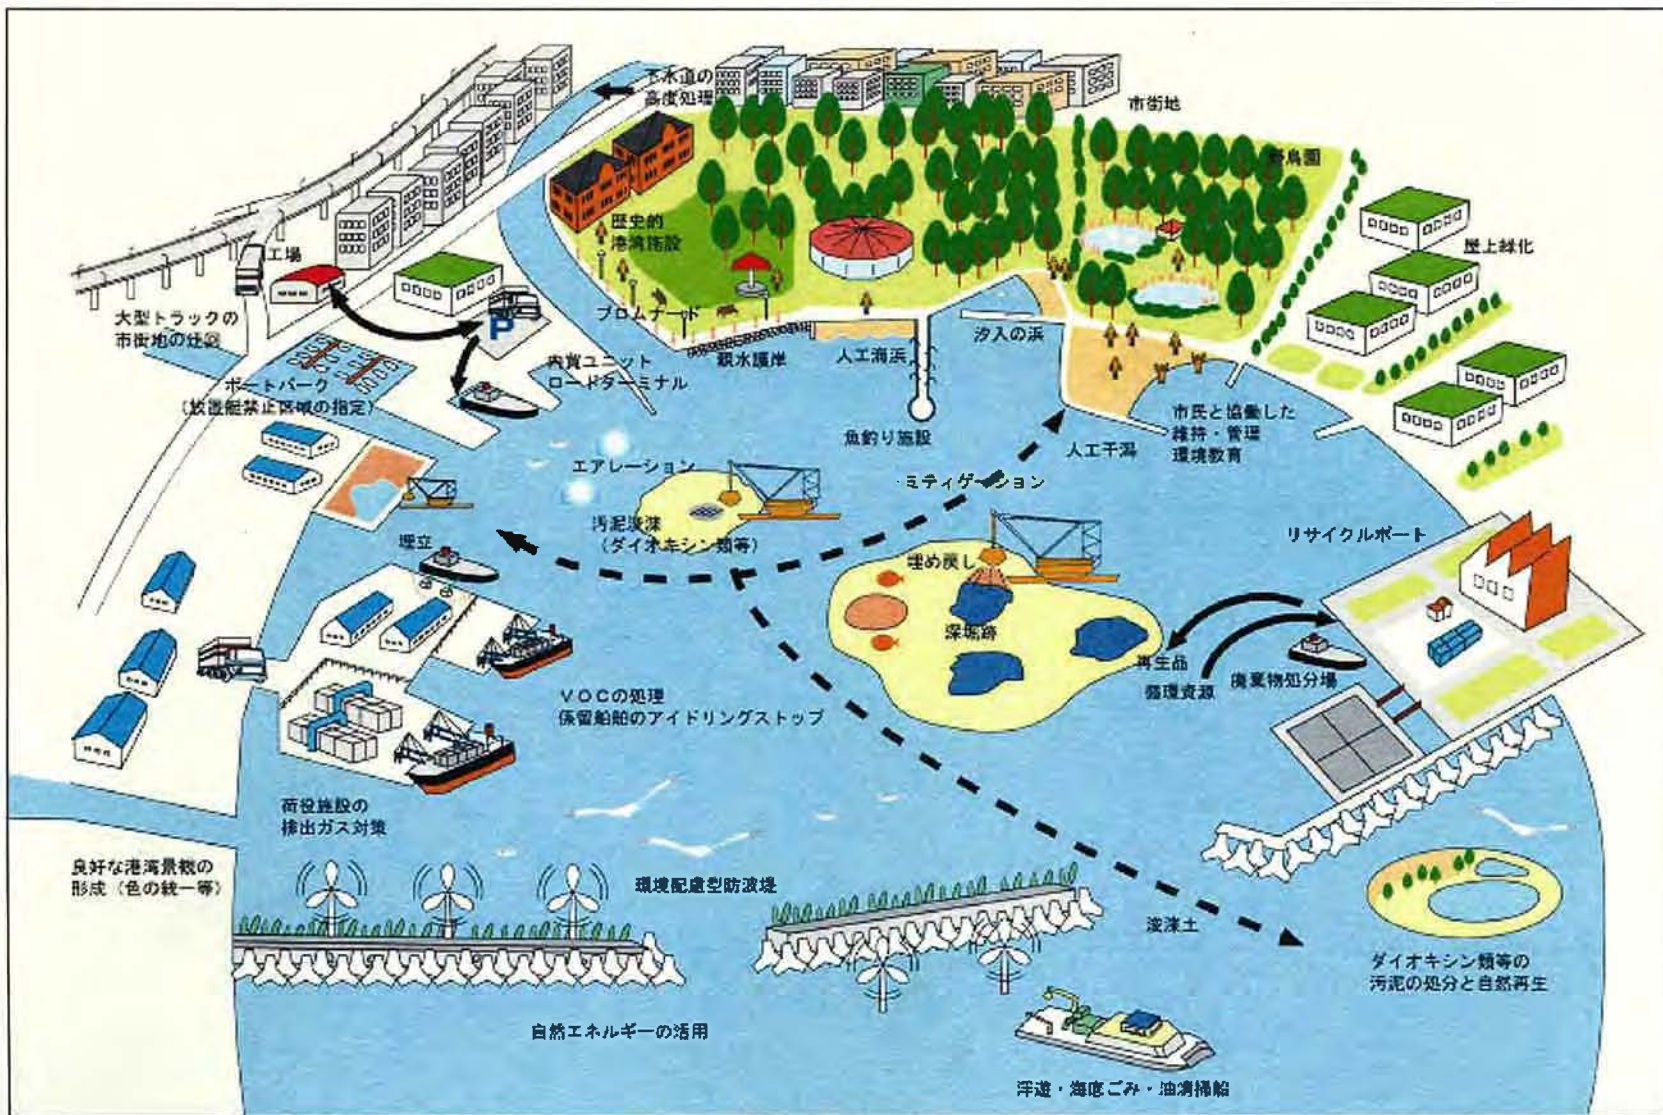 下水道の
高度処理
市街地
野鳥園
歴史的
港湾施設
屋上緑化
工場
大型トラックの
市街地の迂回
P
プロムナード
内貿ユニット
ロードターミナル
親水護岸
人工海浜
汐入の浜
ボートパーク
(放置艇禁止区域の指定)
魚釣り施設
人工干潟
市民と協働した
維持・管理
環境教育
エアレーション
ミティゲーション
汚泥浚渫
(ダイオキシン類等)
埋立
埋め戻し
リサイクルポート
深堀跡
再生品
循環資源
廃棄物処分場
VOCの処理
係留船舶のアイドリングストップ
荷役施設の
排出ガス対策
良好な港湾景観の
形成(色の統一等)
環境配慮型防波堤
浚渫土
ダイオキシン類等の
汚泥の処分と自然再生
自然エネルギーの活用
浮遊・海底ごみ・油清掃船